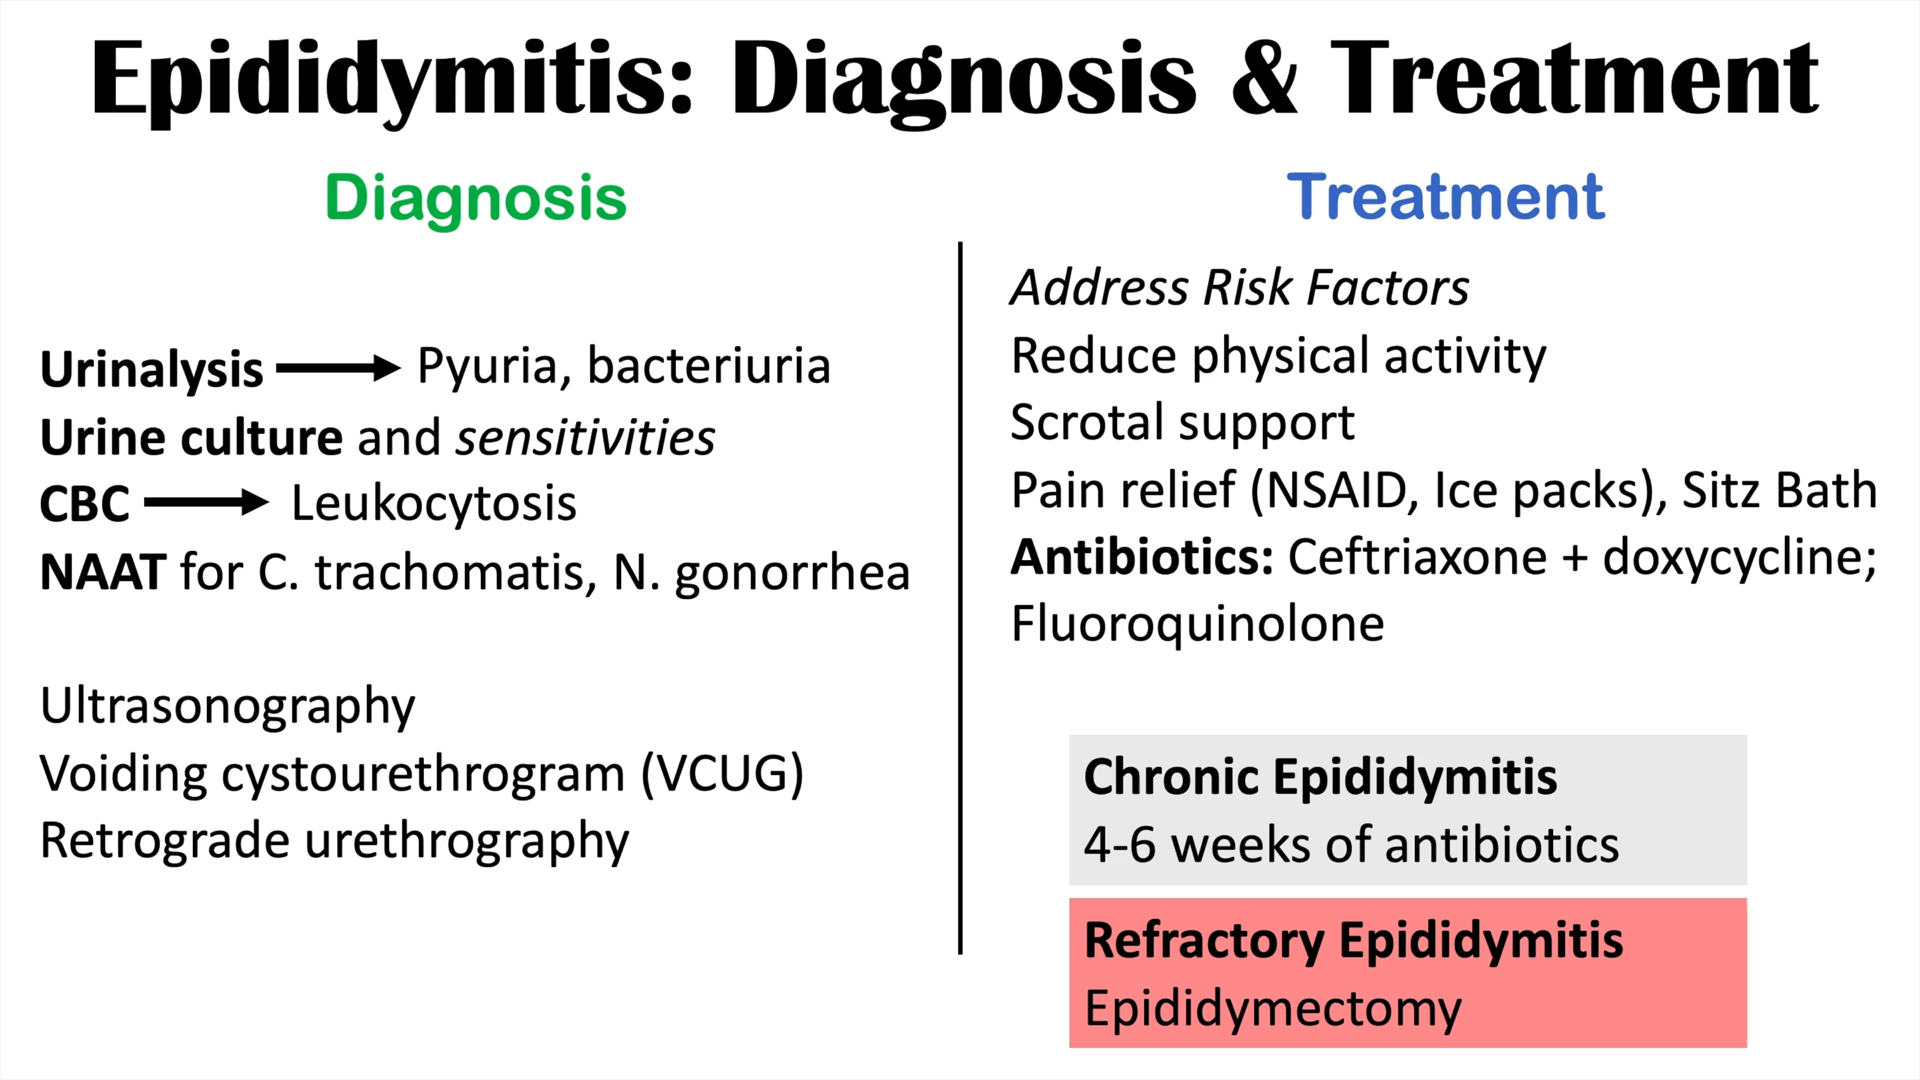 Epididymitis: Diagnosis & Treatment
Diagnosis
Urinalysis → Pyuria, bacteriuria
Urine culture and sensitivities
CBC → Leukocytosis
NAAT for C. trachomatis, N. gonorrhea
Ultrasonography
Voiding cystourethrogram (VCUG)
Retrograde urethrography
Treatment
Address Risk Factors
Reduce physical activity
Scrotal support
Pain relief (NSAID, Ice packs), Sitz Bath
Antibiotics: Ceftriaxone + doxycycline;
Fluoroquinolone
Chronic Epididymitis
4-6 weeks of antibiotics
Refractory Epididymitis
Epididymectomy